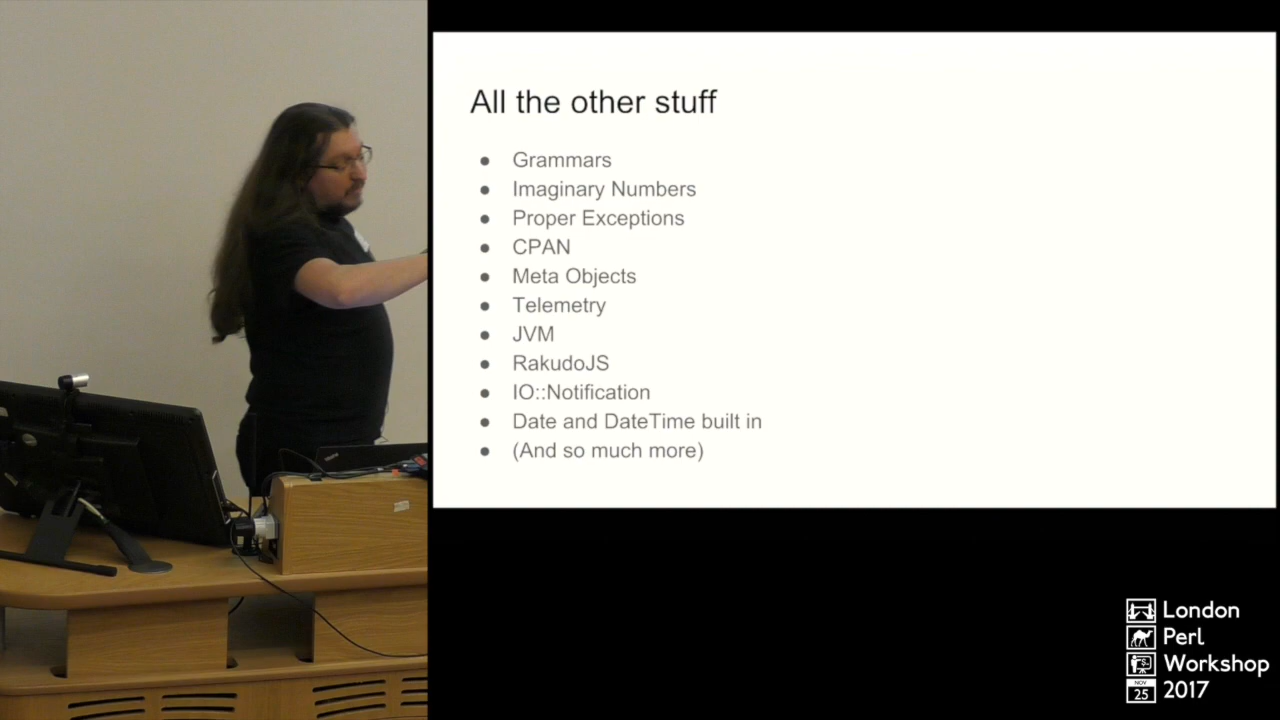 All the other stuff
● Grammars
● Imaginary Numbers
● Proper Exceptions
● CPAN
● Meta Objects
● Telemetry
● JVM
● RakudoJS
● IO::Notification
● Date and DateTime built in
● (And so much more)
London
Perl
Workshop
NOV
25 2017